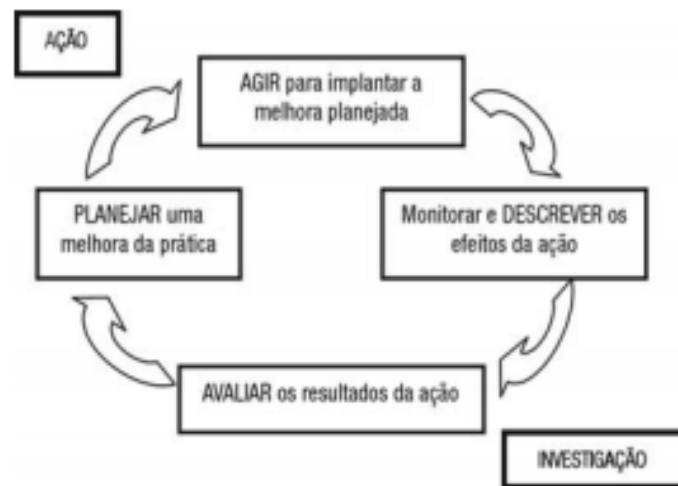 AÇÃO
AGIR para implantar a
melhora planejada
PLANEJAR uma
melhora da prática
Monitorar e DESCREVER os
efeitos da ação
AVALIAR os resultados da ação
INVESTIGAÇÃO